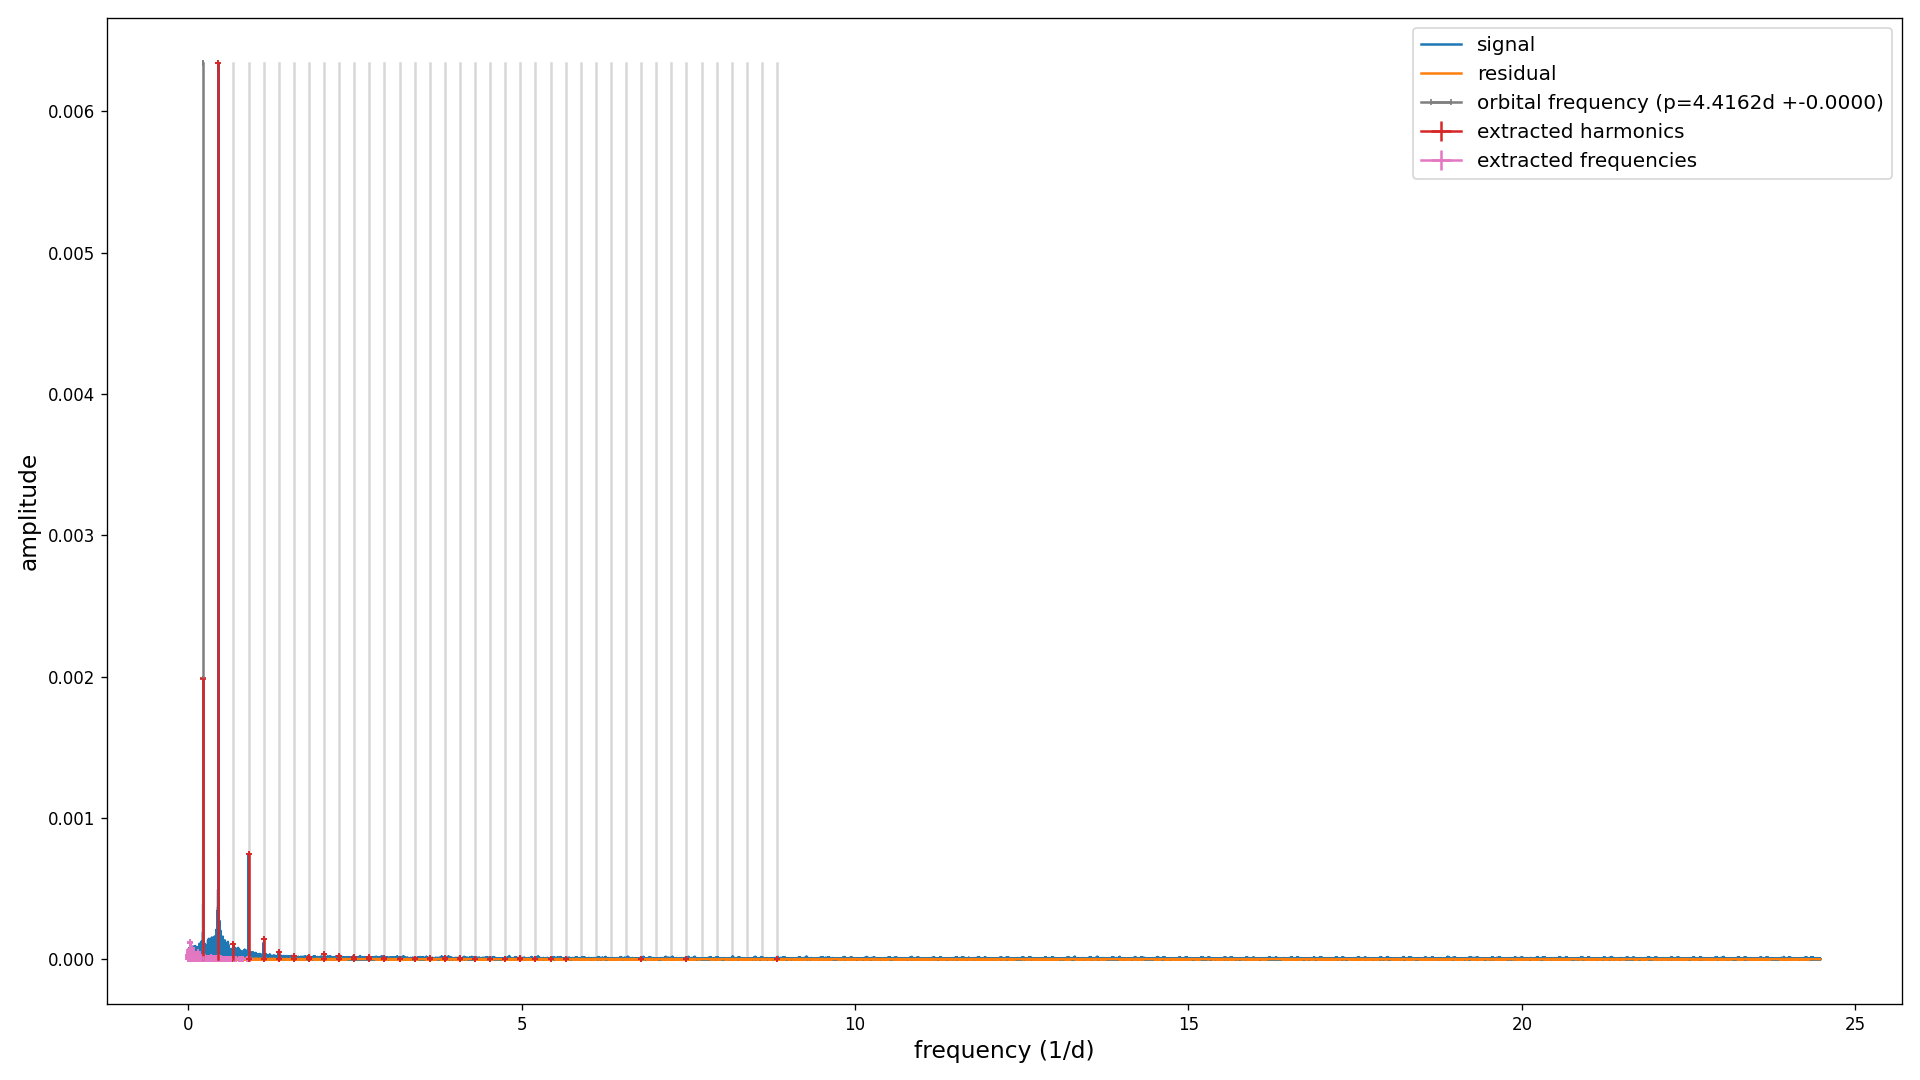 signal
residual
orbital frequency (p=4.4162d +-0.0000)
extracted harmonics
extracted frequencies
amplitude
0.006
0.005
0.004
0.003
0.002
0.001
0.000
0 5 10 15 20 25
frequency (1/d)